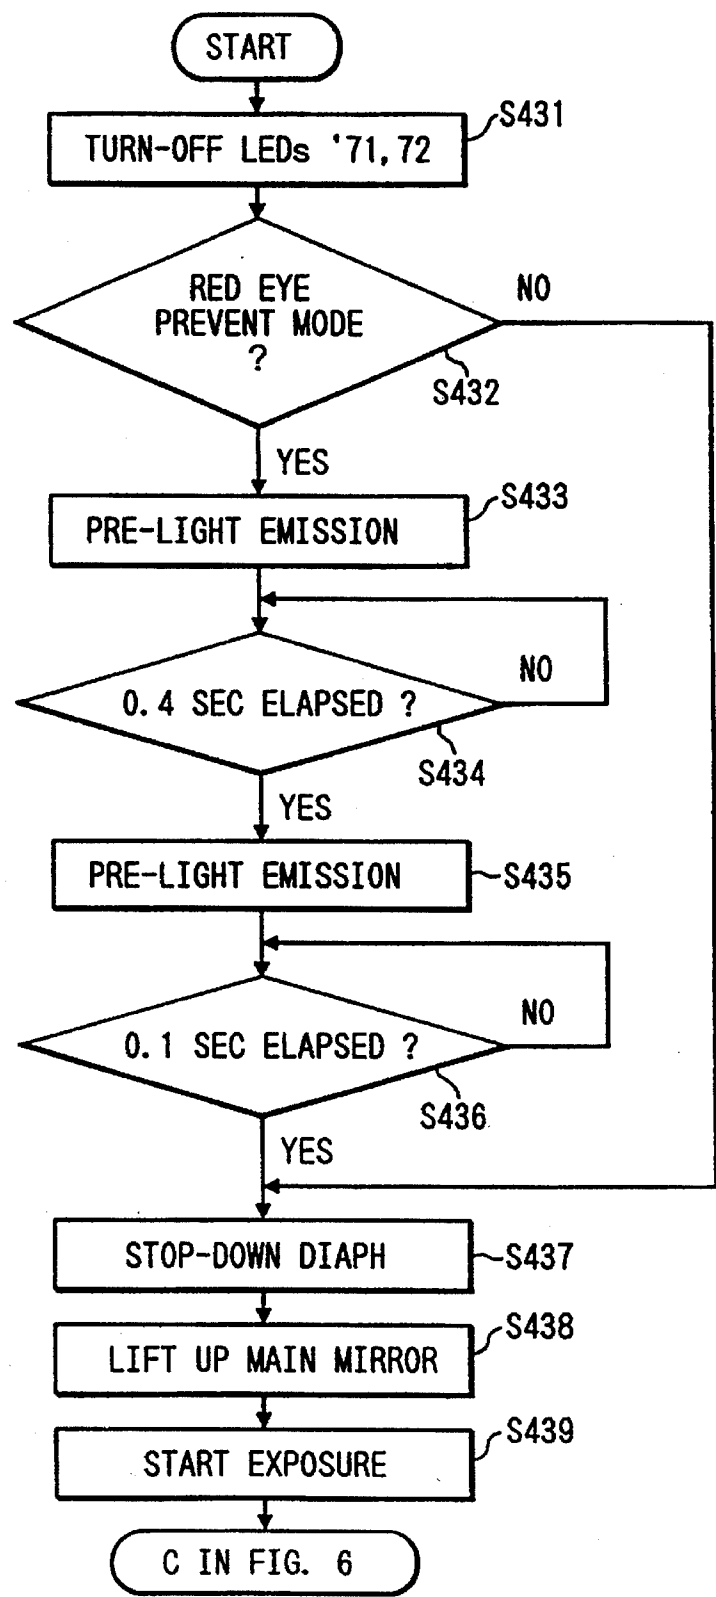 START
S431
TURN-OFF LEDs '71, 72
RED EYE
PREVENT MODE
?
NO
S432
YES
S433
PRE-LIGHT EMISSION
NO
0.4 SEC ELAPSED ?
S434
YES
PRE-LIGHT EMISSION
S435
NO
0.1 SEC ELAPSED ?
S436
YES
STOP-DOWN DIAPH
S437
S438
LIFT UP MAIN MIRROR
S439
START EXPOSURE
C IN FIG. 6